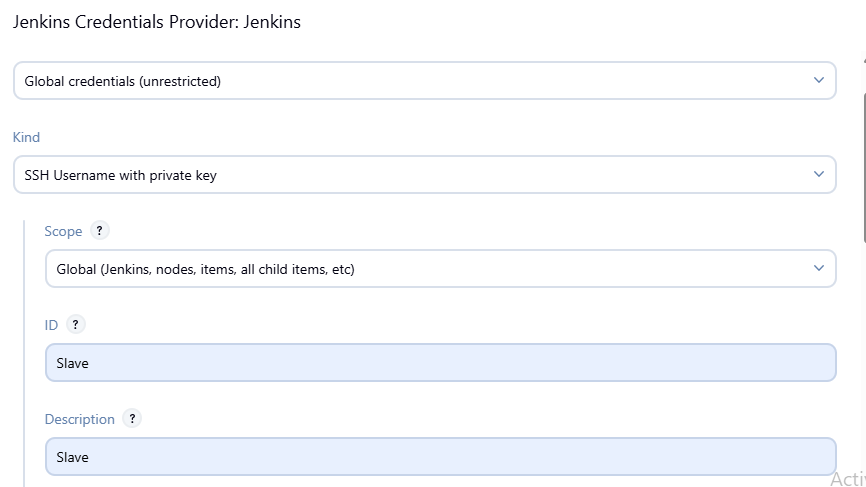 Jenkins Credentials Provider: Jenkins
Global credentials (unrestricted)
Kind
SSH Username with private key
Scope ?
Global (Jenkins, nodes, items, all child items, etc)
ID ?
Slave
Description ?
Slave